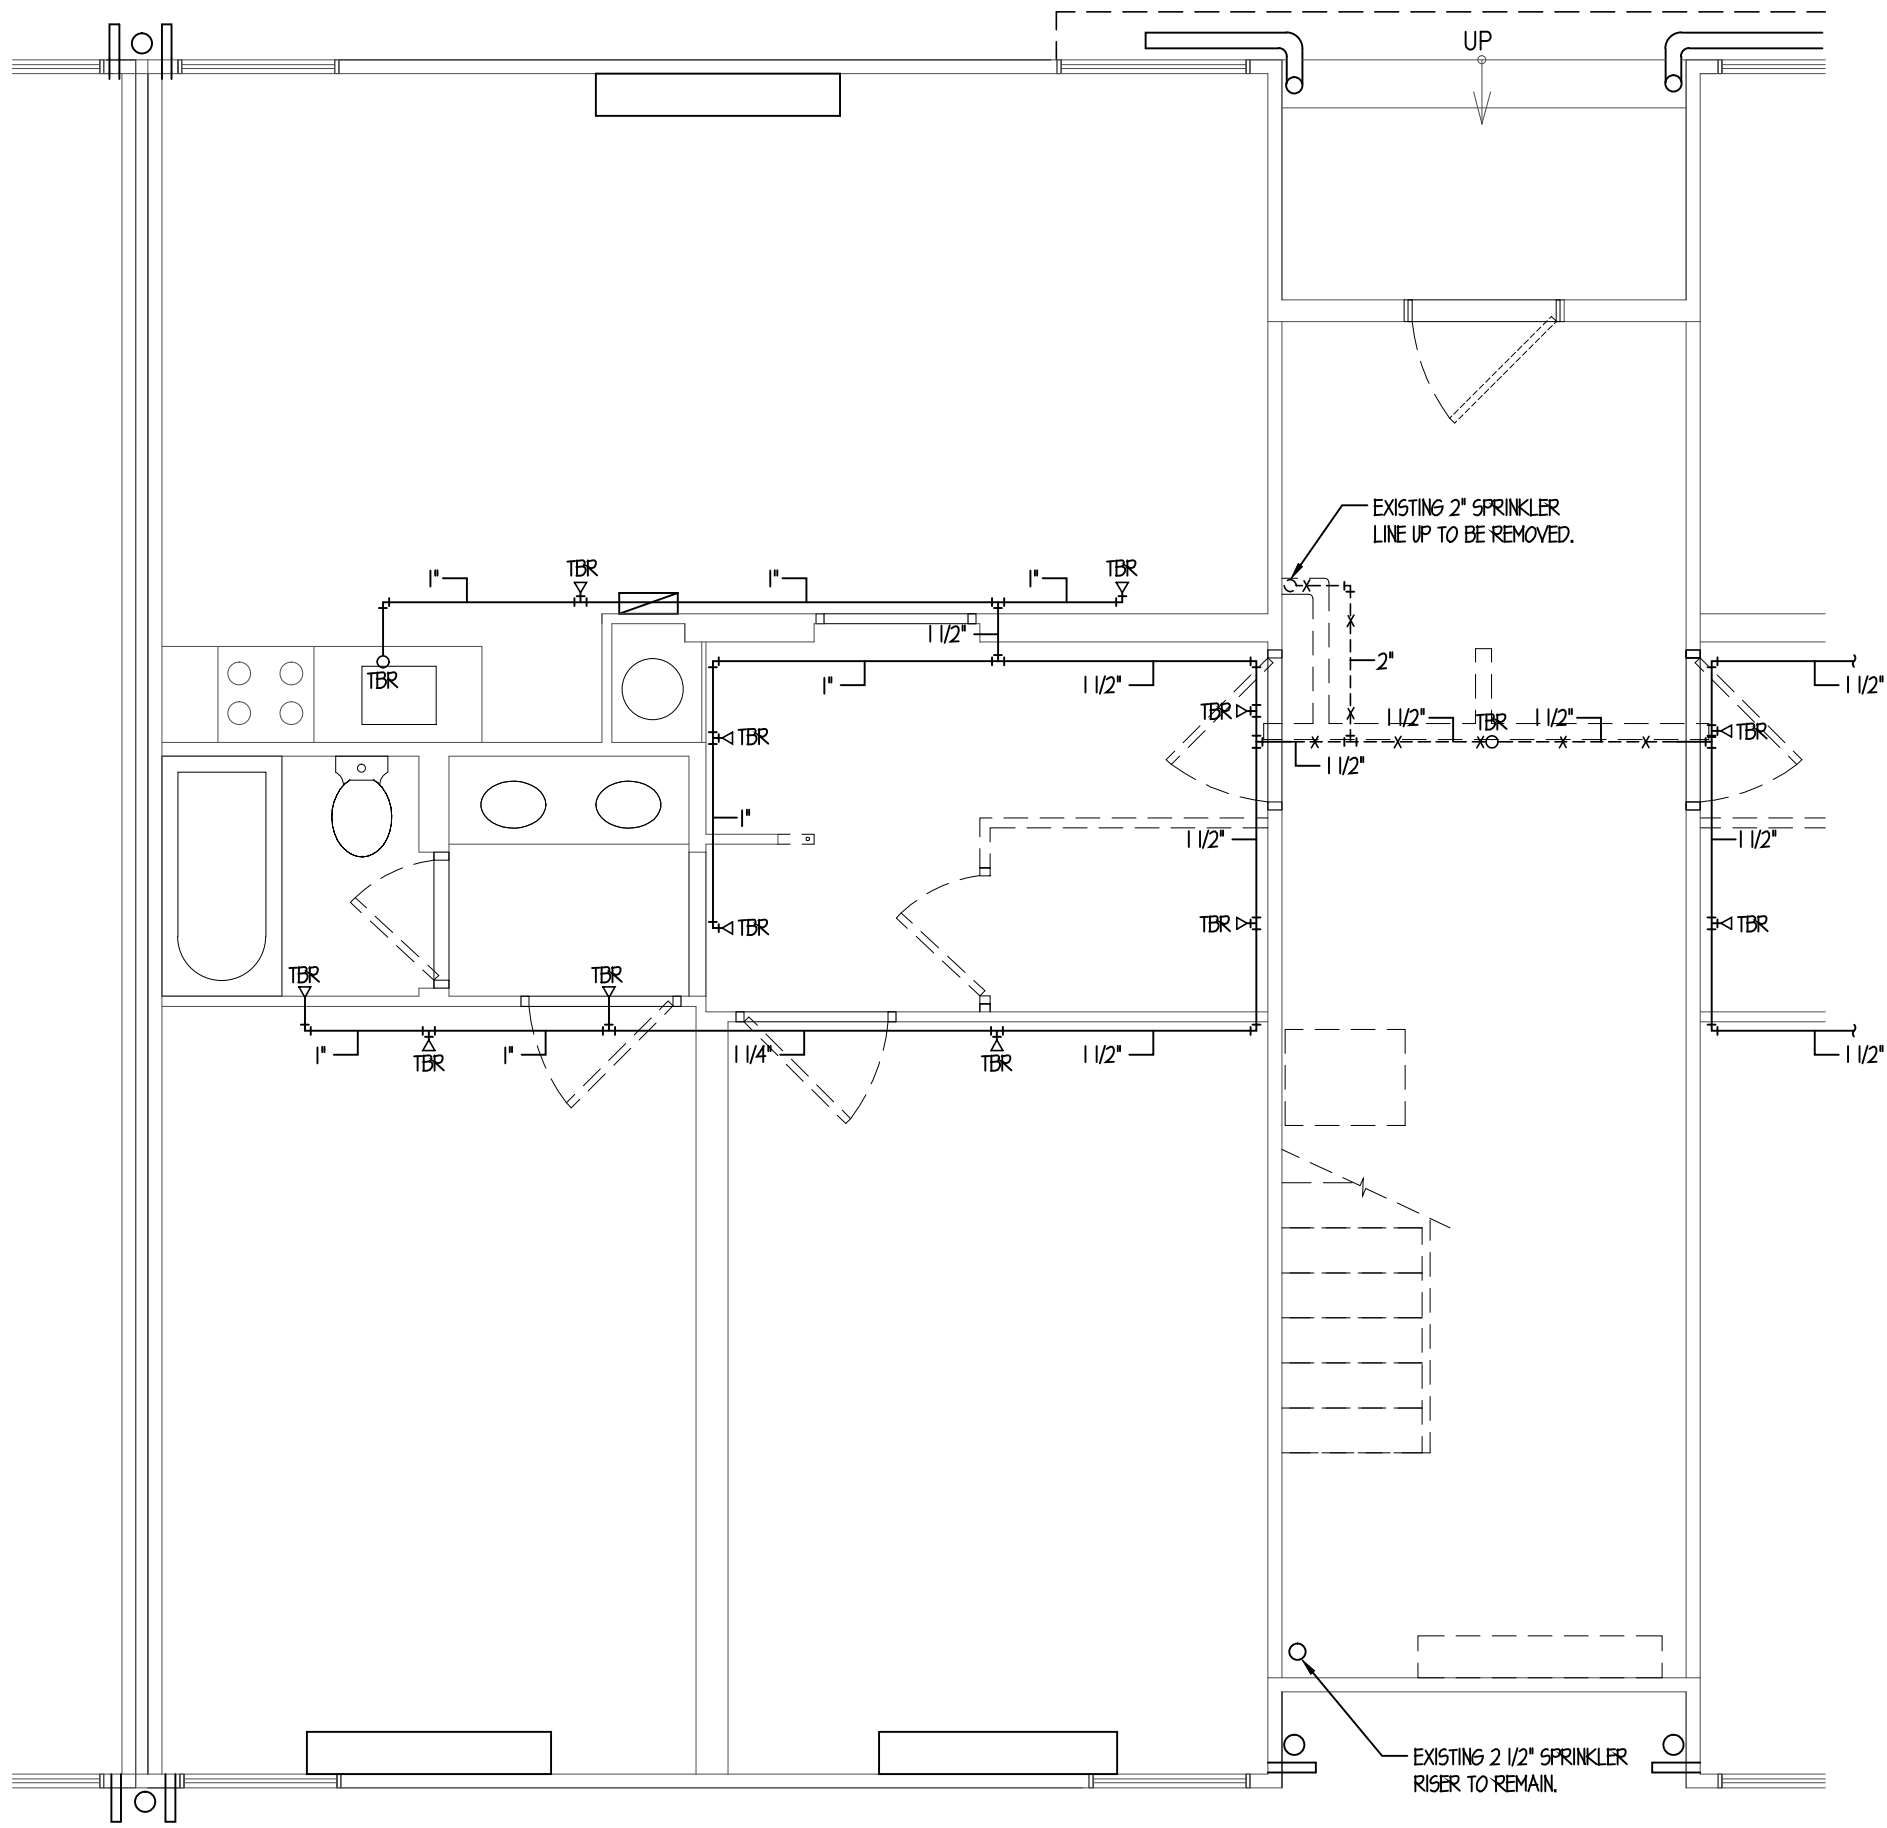 UP
EXISTING 2" SPRINKLER
LINE UP TO BE REMOVED.
1"
TBR
1"
1"
TBR
1 1/2"
TBR
1"
1 1/2"
2"
1 1/2"
TBR
TBR
1 1/2"
TBR
1 1/2"
TBR
1 1/2"
1"
1 1/2"
1 1/2"
TBR
TBR
TBR
TBR
TBR
1"
TBR
1"
1 1/4"
TBR
1 1/2"
1 1/2"
EXISTING 2 1/2" SPRINKLER
RISER TO REMAIN.